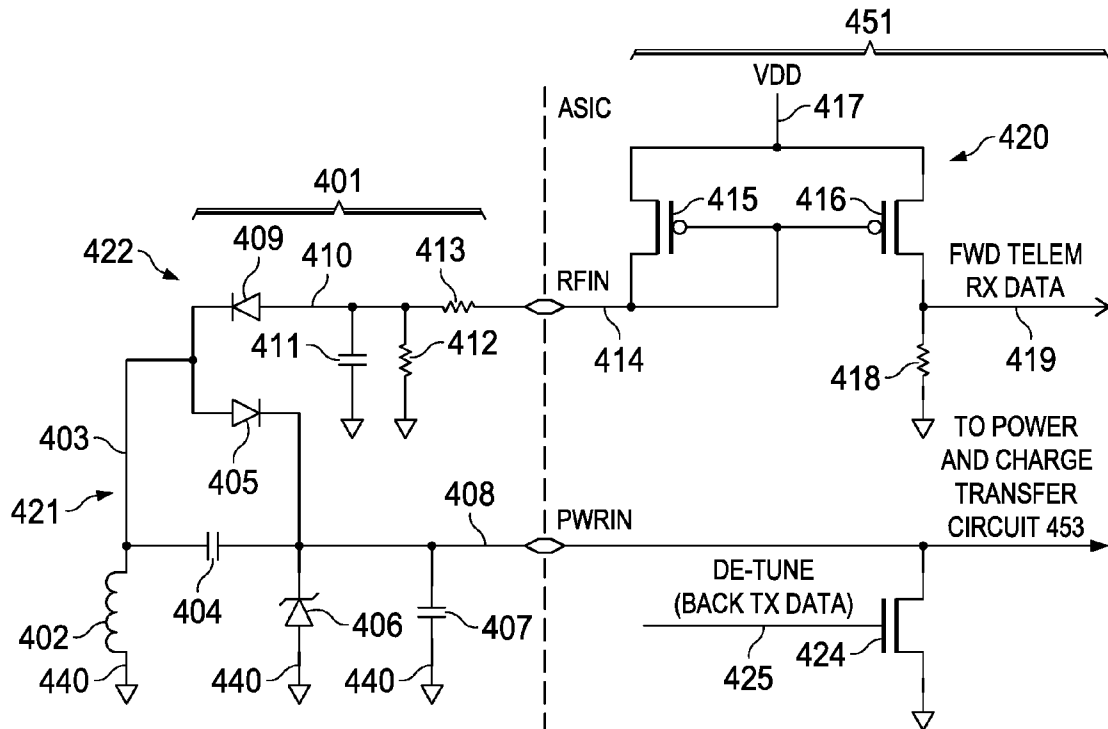 451
VDD
ASIC
417
420
401
415
416
409
413
422
410
RFIN
FWD TELEM
RX DATA
411
412
414
418
419
403
405
TO POWER
AND CHARGE
TRANSFER
CIRCUIT 453
421
408
PWRIN
404
DE-TUNE
(BACK TX DATA)
402
406
407
424
440
440
440
425